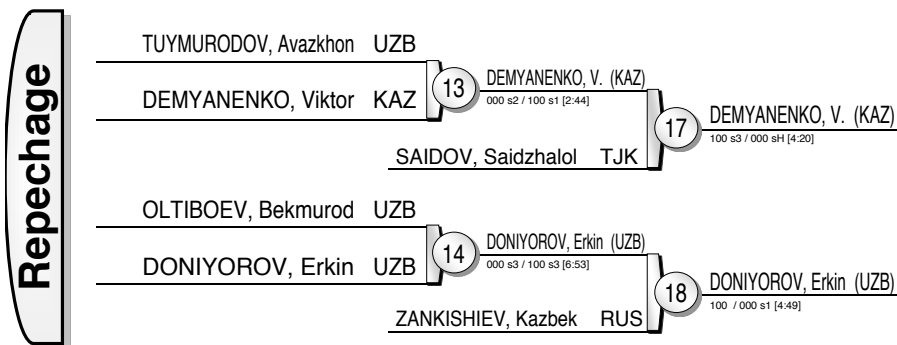 Repechage
TUYMURODOV, Avazkhon UZB
DEMYANENKO, Viktor KAZ
13
DEMYANENKO, V. (KAZ)
000 s2 / 100 s1 [2:44]
SAIDOV, Saidzhalol TJK
17
DEMYANENKO, V. (KAZ)
100 s3 / 000 sH [4:20]
OLTIBOEV, Bekmurod UZB
DONIYOROV, Erkin UZB
14
DONIYOROV, Erkin (UZB)
000 s3 / 100 s3 [6:53]
ZANKISHIEV, Kazbek RUS
18
DONIYOROV, Erkin (UZB)
100 / 000 s1 [4:49]